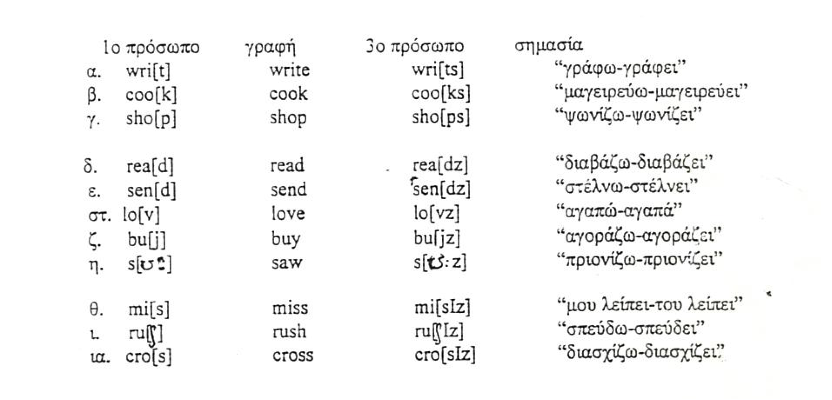 1ο πρόσωπο γραφή 3ο πρόσωπο σημασία
α. wri[t] write wri[ts] “γράφω-γράφει”
β. coo[k] cook coo[ks] “μαγειρεύω-μαγειρεύει”
γ. sho[p] shop sho[ps] “ψωνίζω-ψωνίζει”
δ. rea[d] read rea[dz] “διαβάζω-διαβάζει”
ε. sen[d] send sen[dz] “στέλνω-στέλνει”
στ. lo[v] love lo[vz] “αγαπώ-αγαπά”
ζ. bu[j] buy bu[jz] “αγοράζω-αγοράζει”
η. saw “πριονίζω-πριονίζει”
θ. mi[s] miss mi[sIz] “μου λείπει-του λείπει”
ι. ru[ʃ] rush ru[ʃIz] “σπεύδω-σπεύδει”
ια. cro[s] cross cro[sIz] “διασχίζω-διασχίζει”